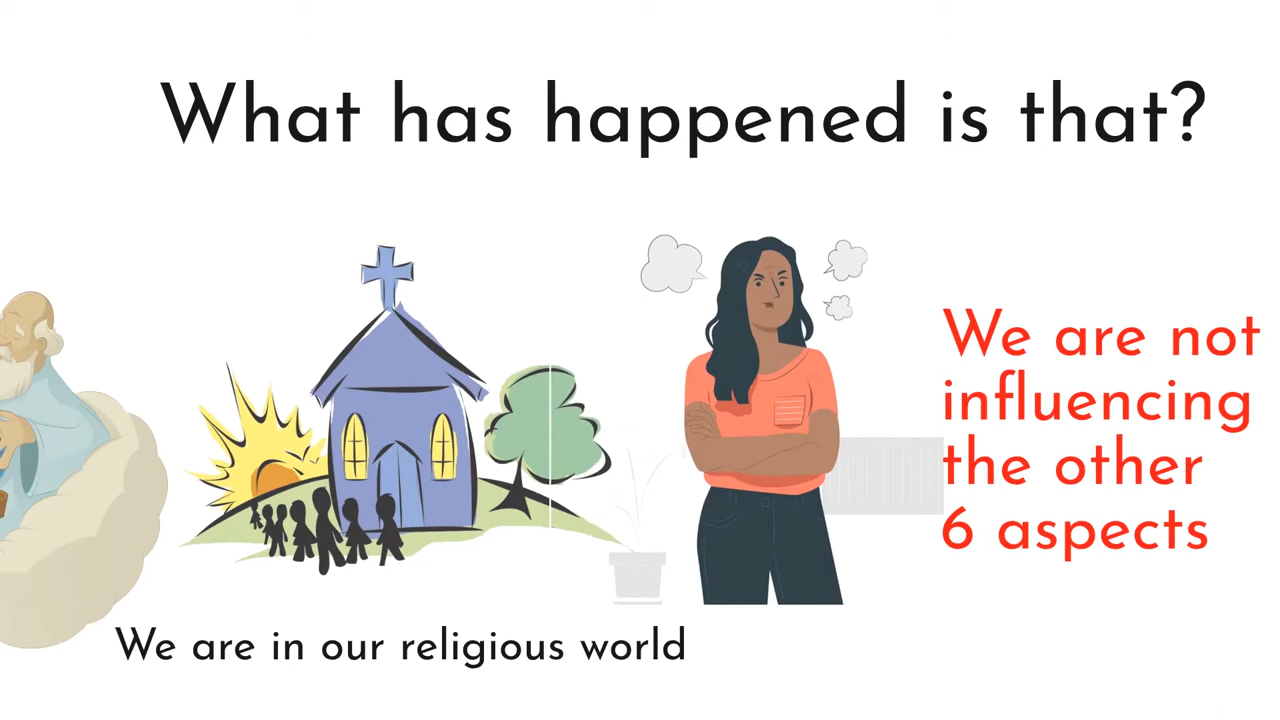 What has happened is that?
We are not
influencing
the other
6 aspects
We are in our religious world